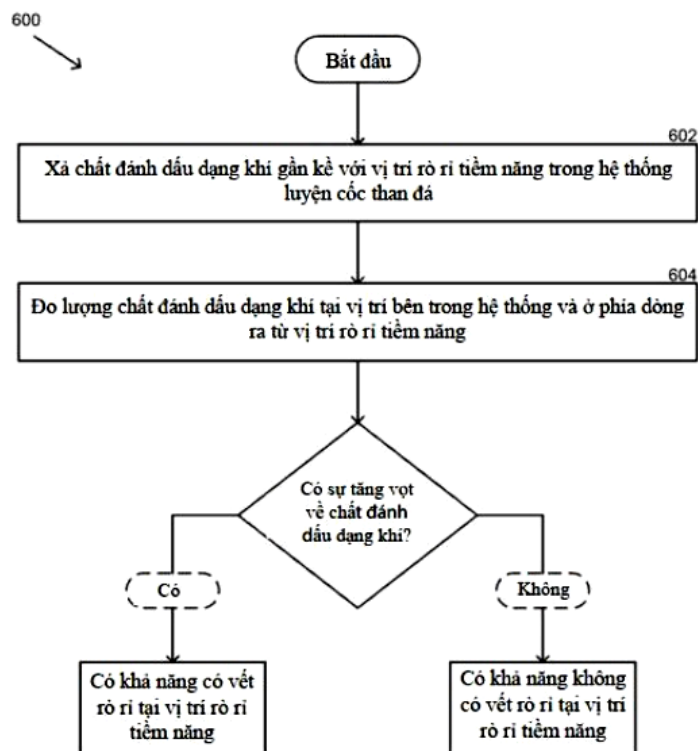 600
Bắt đầu
602
Xả chất đánh dấu dạng khí gần kề với vị trí rò rỉ tiềm năng trong hệ thống
luyện cốc than đá
604
Đo lượng chất đánh dấu dạng khí tại vị trí bên trong hệ thống và ở phía dòng
ra từ vị trí rò rỉ tiềm năng
Có sự tăng vọt
về chất đánh
dấu dạng khí?
Có
Không
Có khả năng có vết
rò rỉ tại vị trí rò rỉ
tiềm năng
Có khả năng không
có vết rò rỉ tại vị trí
rò rỉ tiềm năng